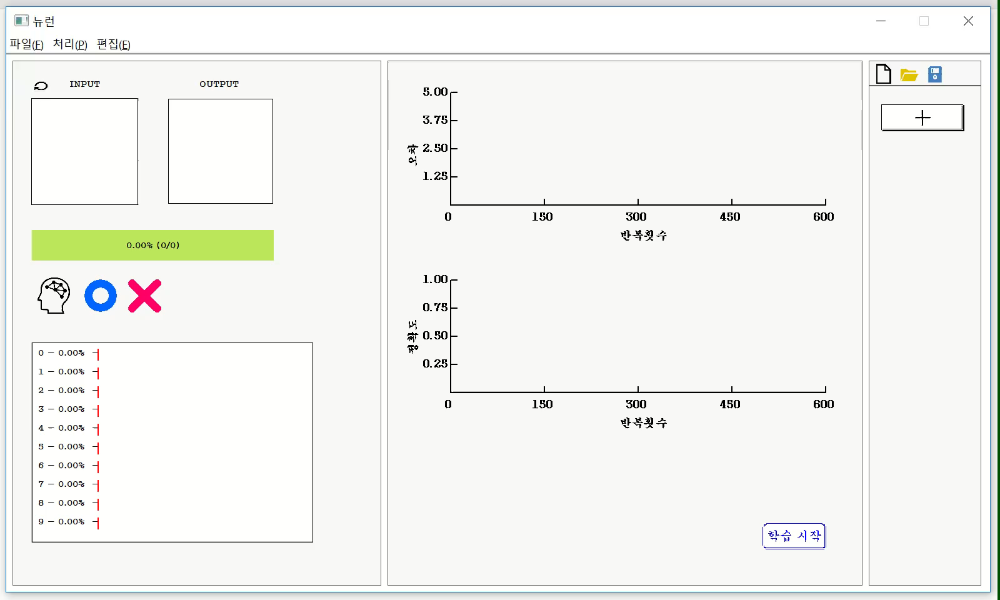 뉴런
파일(F) 처리(P) 편집(E)
INPUT OUTPUT
0.00% (0/0)
0 - 0.00%
1 - 0.00%
2 - 0.00%
3 - 0.00%
4 - 0.00%
5 - 0.00%
6 - 0.00%
7 - 0.00%
8 - 0.00%
9 - 0.00%
5.00
3.75
2.50
1.25
오차
0 150 300 450 600
반복횟수
1.00
0.75
0.50
0.25
정확도
0 150 300 450 600
반복횟수
학습 시작